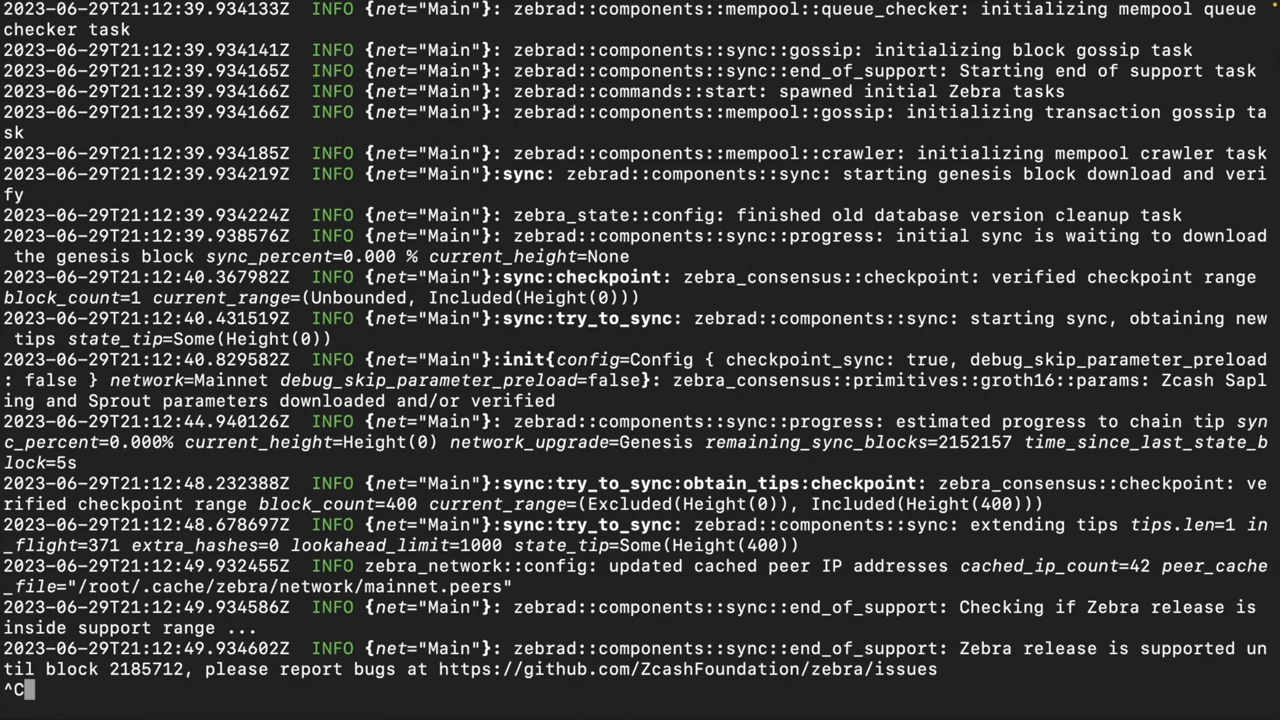 2023-06-29T21:12:39.934133Z  INFO {net="Main"}: zebrad::components::mempool::queue_checker: initializing mempool queue
checker task
2023-06-29T21:12:39.934141Z  INFO {net="Main"}: zebrad::components::sync::gossip: initializing block gossip task
2023-06-29T21:12:39.934165Z  INFO {net="Main"}: zebrad::components::sync::end_of_support: Starting end of support task
2023-06-29T21:12:39.934166Z  INFO {net="Main"}: zebrad::commands::start: spawned initial Zebra tasks
2023-06-29T21:12:39.934166Z  INFO {net="Main"}: zebrad::components::mempool::gossip: initializing transaction gossip ta
sk
2023-06-29T21:12:39.934185Z  INFO {net="Main"}: zebrad::components::mempool::crawler: initializing mempool crawler task
2023-06-29T21:12:39.934219Z  INFO {net="Main"}:sync: zebrad::components::sync: starting genesis block download and veri
fy
2023-06-29T21:12:39.934224Z  INFO {net="Main"}: zebra_state::config: finished old database version cleanup task
2023-06-29T21:12:39.938576Z  INFO {net="Main"}: zebrad::components::sync::progress: initial sync is waiting to download
 the genesis block sync_percent=0.000 % current_height=None
2023-06-29T21:12:40.367982Z  INFO {net="Main"}:sync:checkpoint: zebra_consensus::checkpoint: verified checkpoint range
block_count=1 current_range=(Unbounded, Included(Height(0)))
2023-06-29T21:12:40.431519Z  INFO {net="Main"}:sync:try_to_sync: zebrad::components::sync: starting sync, obtaining new
 tips state_tip=Some(Height(0))
2023-06-29T21:12:40.829582Z  INFO {net="Main"}:init{config=Config { checkpoint_sync: true, debug_skip_parameter_preload
: false } network=Mainnet debug_skip_parameter_preload=false}: zebra_consensus::primitives::groth16::params: Zcash Sapl
ing and Sprout parameters downloaded and/or verified
2023-06-29T21:12:44.940126Z  INFO {net="Main"}: zebrad::components::sync::progress: estimated progress to chain tip syn
c_percent=0.000% current_height=Height(0) network_upgrade=Genesis remaining_sync_blocks=2152157 time_since_last_state_b
lock=5s
2023-06-29T21:12:48.232388Z  INFO {net="Main"}:sync:try_to_sync:obtain_tips:checkpoint: zebra_consensus::checkpoint: ve
rified checkpoint range block_count=400 current_range=(Excluded(Height(0)), Included(Height(400)))
2023-06-29T21:12:48.678697Z  INFO {net="Main"}:sync:try_to_sync: zebrad::components::sync: extending tips tips.len=1 in
_flight=371 extra_hashes=0 lookahead_limit=1000 state_tip=Some(Height(400))
2023-06-29T21:12:49.932455Z  INFO zebra_network::config: updated cached peer IP addresses cached_ip_count=42 peer_cache
_file="/root/.cache/zebra/network/mainnet.peers"
2023-06-29T21:12:49.934586Z  INFO {net="Main"}: zebrad::components::sync::end_of_support: Checking if Zebra release is
inside support range ...
2023-06-29T21:12:49.934602Z  INFO {net="Main"}: zebrad::components::sync::end_of_support: Zebra release is supported un
til block 2185712, please report bugs at https://github.com/ZcashFoundation/zebra/issues
^C